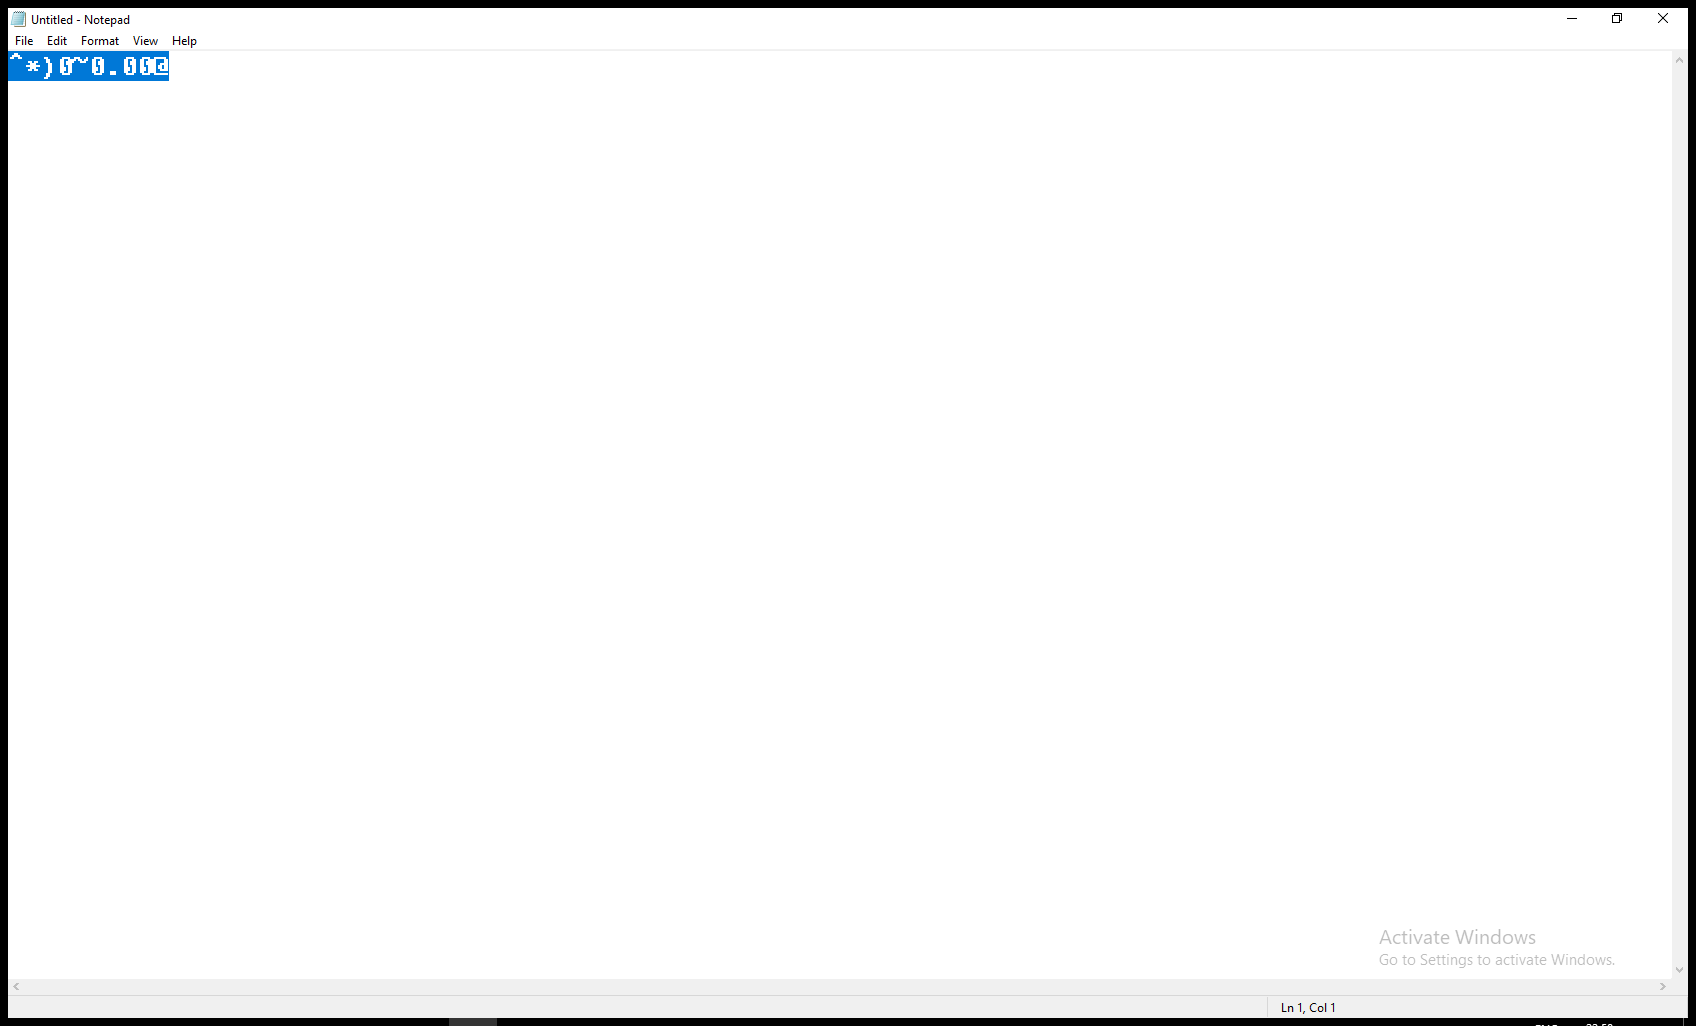 Untitled - Notepad
File Edit Format View Help
^*)0~0.00@
Activate Windows
Go to Settings to activate Windows.
Ln 1, Col 1